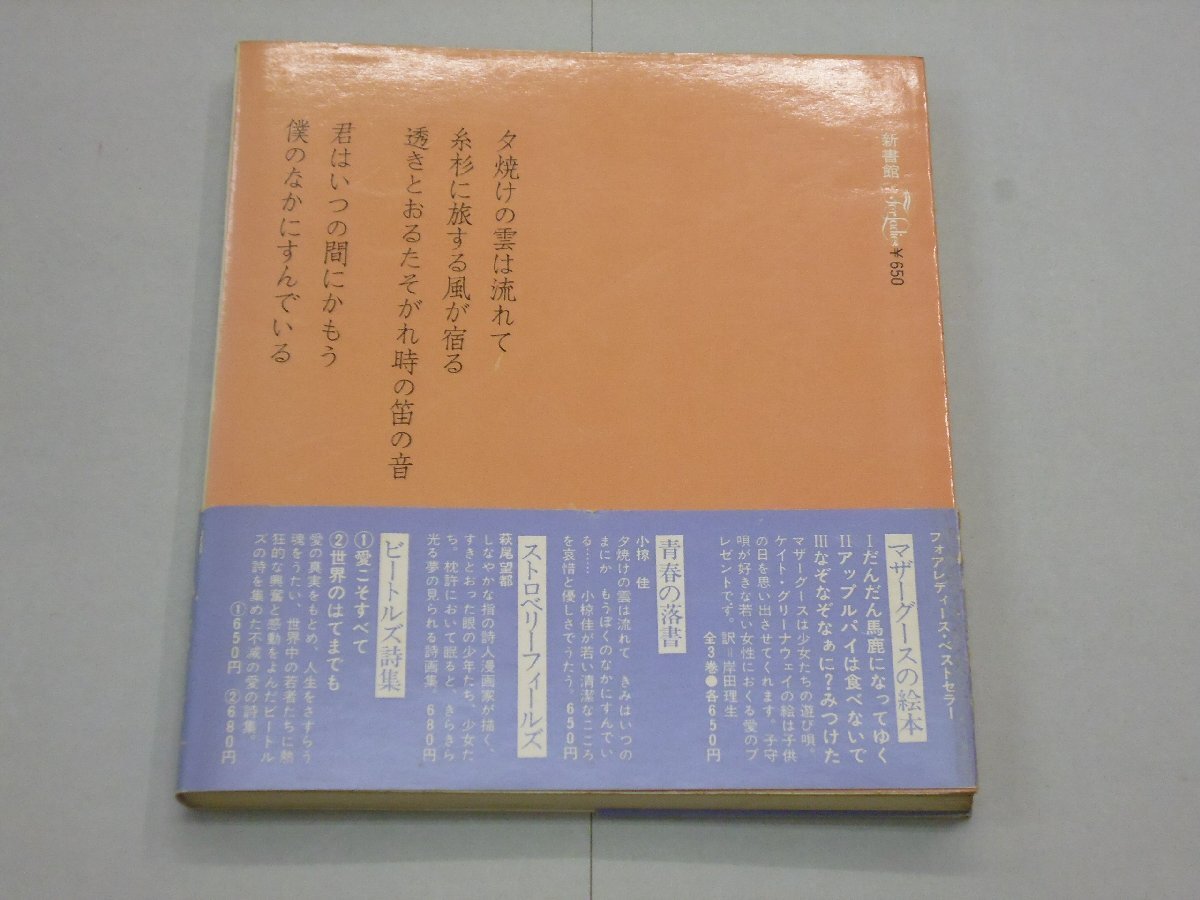 新書館
¥650
夕焼けの雲は流れて
糸杉に旅する風が宿る
透きとおるたそがれ時の笛の音
君はいつの間にかもう
僕のなかにすんでいる
フォアレディース・ベストセラー
マザーグースの絵本
Ⅰだんだん馬鹿になってゆく
Ⅱアップルパイは食べないで
Ⅲなぞなぞなぁに?みつけた
マザーグースは少女たちの遊び唄。
ケイト・グリーナウェイの絵は子供
の日を思い出させてくれます。子守
唄が好きな若い女性におくる愛のプ
レゼントです。訳=岸田理生
全3巻●各650円
青春の落書
小椋 佳
夕焼けの雲は流れて きみはいつの
まにか もうぼくのなかにすんでい
る…… 小椋佳が若い清潔なこころ
を哀惜と優しさでうたう。650円
ストロベリーフィールズ
萩尾望都
しなやかな指の詩人漫画家が描く、
すきとおった眼の少年たち、少女た
ち。枕許において眠ると、きらきら
光る夢の見られる詩画集。 680円
ビートルズ詩集
①愛こそすべて
②世界のはてまでも
愛の真実をもとめ、人生をさすらう
魂をうたい、世界中の若者たちに熱
狂的な興奮と感動をよんだビートル
ズの詩を集めた不滅の愛の詩集。
①650円 ②680円